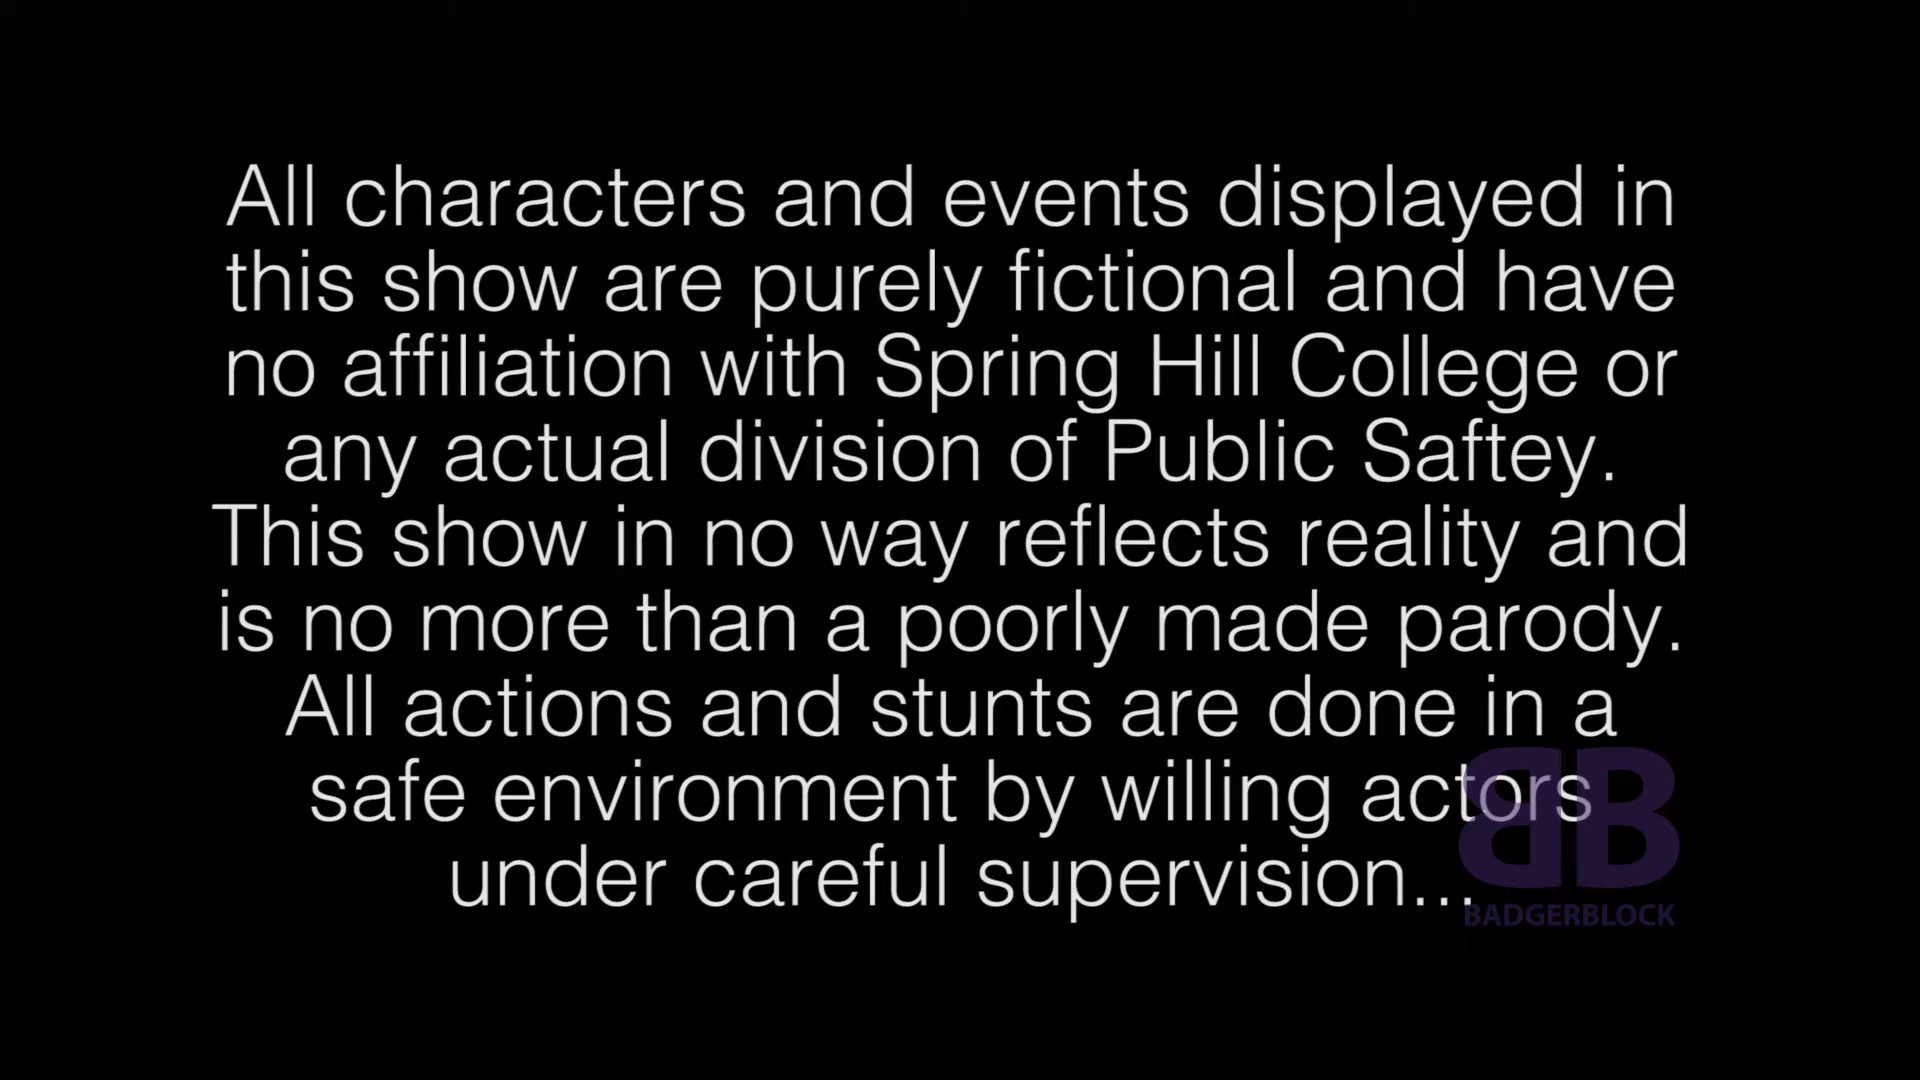 All characters and events displayed in
this show are purely fictional and have
no affiliation with Spring Hill College or
any actual division of Public Saftey.
This show in no way reflects reality and
is no more than a poorly made parody.
All actions and stunts are done in a
safe environment by willing actors
under careful supervision...
BB
BADGERBLOCK